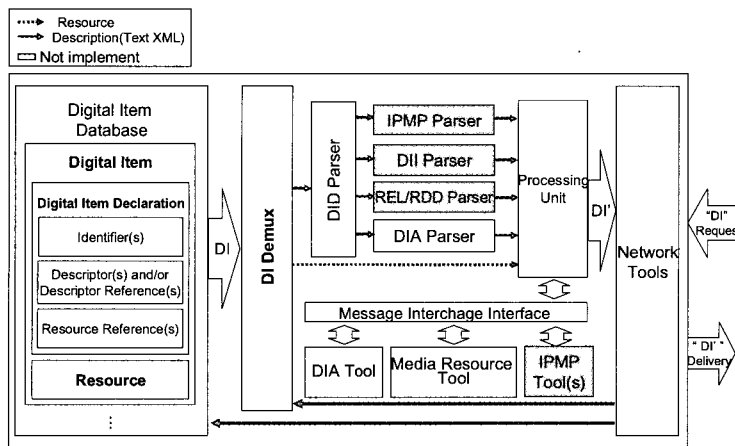 Resource
Description(Text XML)
Not implement
Digital Item
Database
Digital Item
Digital Item Declaration
Identifier(s)
Descriptor(s) and/or
Descriptor Reference(s)
Resource Reference(s)
Resource
DI
DI Demux
DID Parser
IPMP Parser
DII Parser
REL/RDD Parser
DIA Parser
Processing
Unit
DI'
Network
Tools
"DI"
Reques
Message Interchage Interface
DIA Tool
Media Resource
Tool
IPMP
Tool(s)
" DI' "
Delivery